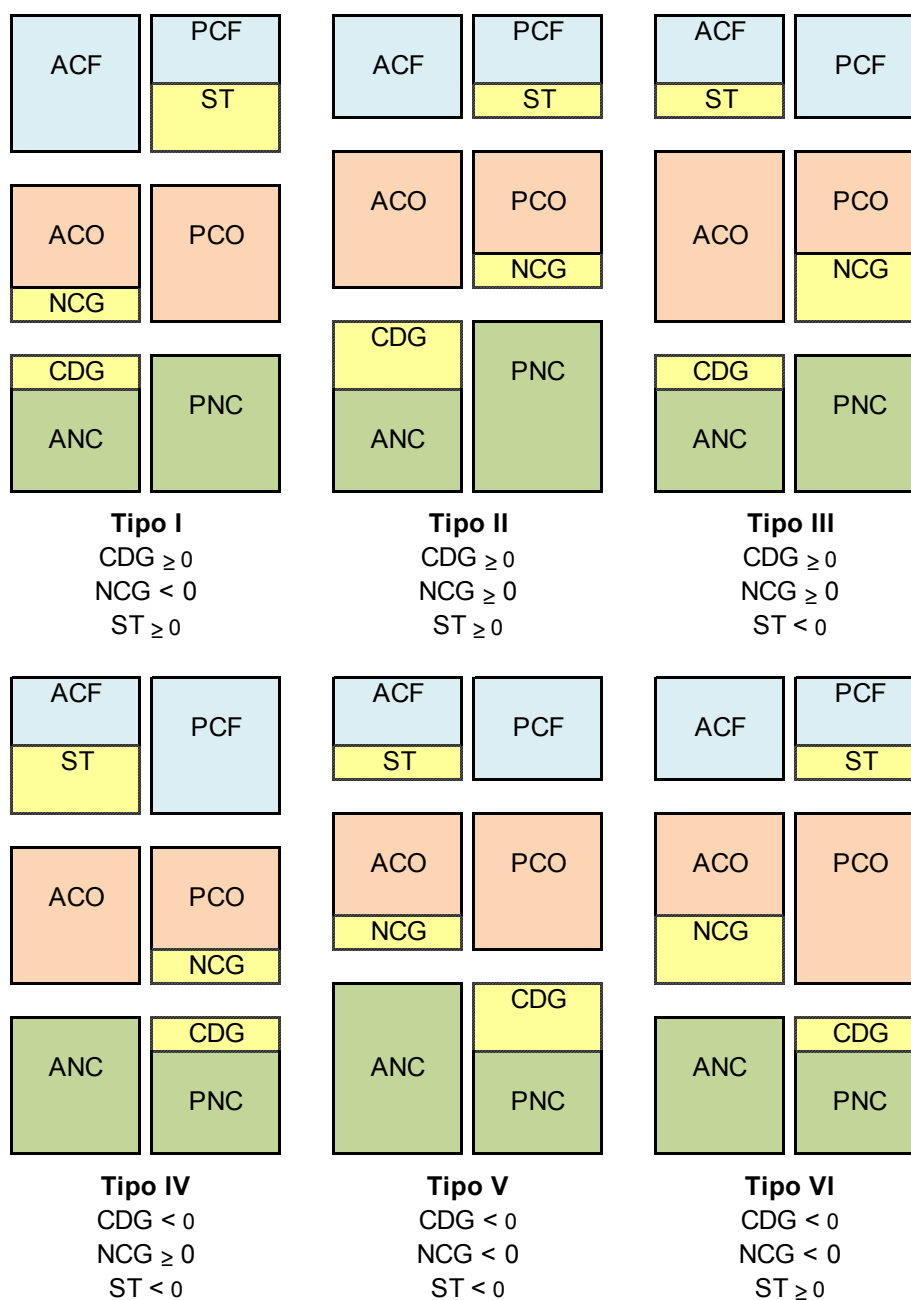 ACF PCF ST
ACO NCG PCO
CDG ANC PNC
Tipo I
CDG ≥ 0
NCG < 0
ST ≥ 0
ACF PCF ST
ACO PCO NCG
CDG ANC PNC
Tipo II
CDG ≥ 0
NCG ≥ 0
ST ≥ 0
ACF ST PCF
ACO PCO NCG
CDG ANC PNC
Tipo III
CDG ≥ 0
NCG ≥ 0
ST < 0
ACF ST PCF
ACO PCO NCG
ANC CDG PNC
Tipo IV
CDG < 0
NCG ≥ 0
ST < 0
ACF ST PCF
ACO NCG PCO
ANC CDG PNC
Tipo V
CDG < 0
NCG < 0
ST < 0
ACF PCF ST
ACO NCG PCO
ANC CDG PNC
Tipo VI
CDG < 0
NCG < 0
ST ≥ 0